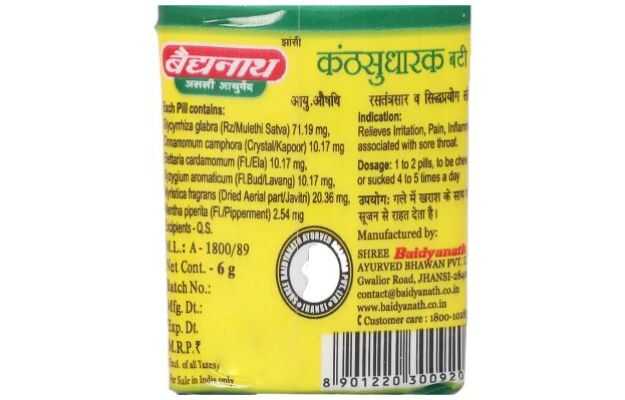 झांसी
बैद्यनाथ
असली आयुर्वेद
कंठसुधारक बटी
आयु.औषधि
रसतंत्रसार व सिद्धप्रयोग
Each Pill contains:
Glycyrrhiza glabra (Rz/Mulethi Satva) 71.19 mg,
Cinnamomum camphora (Crystal/Kapoor) 10.17 mg
Elettaria cardamomum (Fl./Ela) 10.17 mg,
Syzygium aromaticum (Fl.Bud/Lavang) 10.17 mg,
Myristica fragrans (Dried Aerial part/Javitri) 20.36 mg,
Mentha piperita (Fl./Pipperment) 2.54 mg
Excipients - Q.S.
M.L.: A - 1800/89
Net Cont. - 6 g
Batch No.:
Mfg. Dt.:
Exp. Dt.
M.R.P.₹
(Incl. of all Taxes)
For Sale in India only
Indication:
Relieves Irritation, Pain,
associated with sore throat.
Dosage: 1 to 2 pills, to be
or sucked 4 to 5 times a day
उपयोग: गले में खराश के साथ
सूजन से राहत देता है।
Manufactured by:
SHREE Baidyanath
AYURVED BHAWAN PVT.
Gwalior Road, JHANSI-
contact@baidyanath.co.in
www.baidyanath.co.in
Customer care : 1800-
8 901220 300920